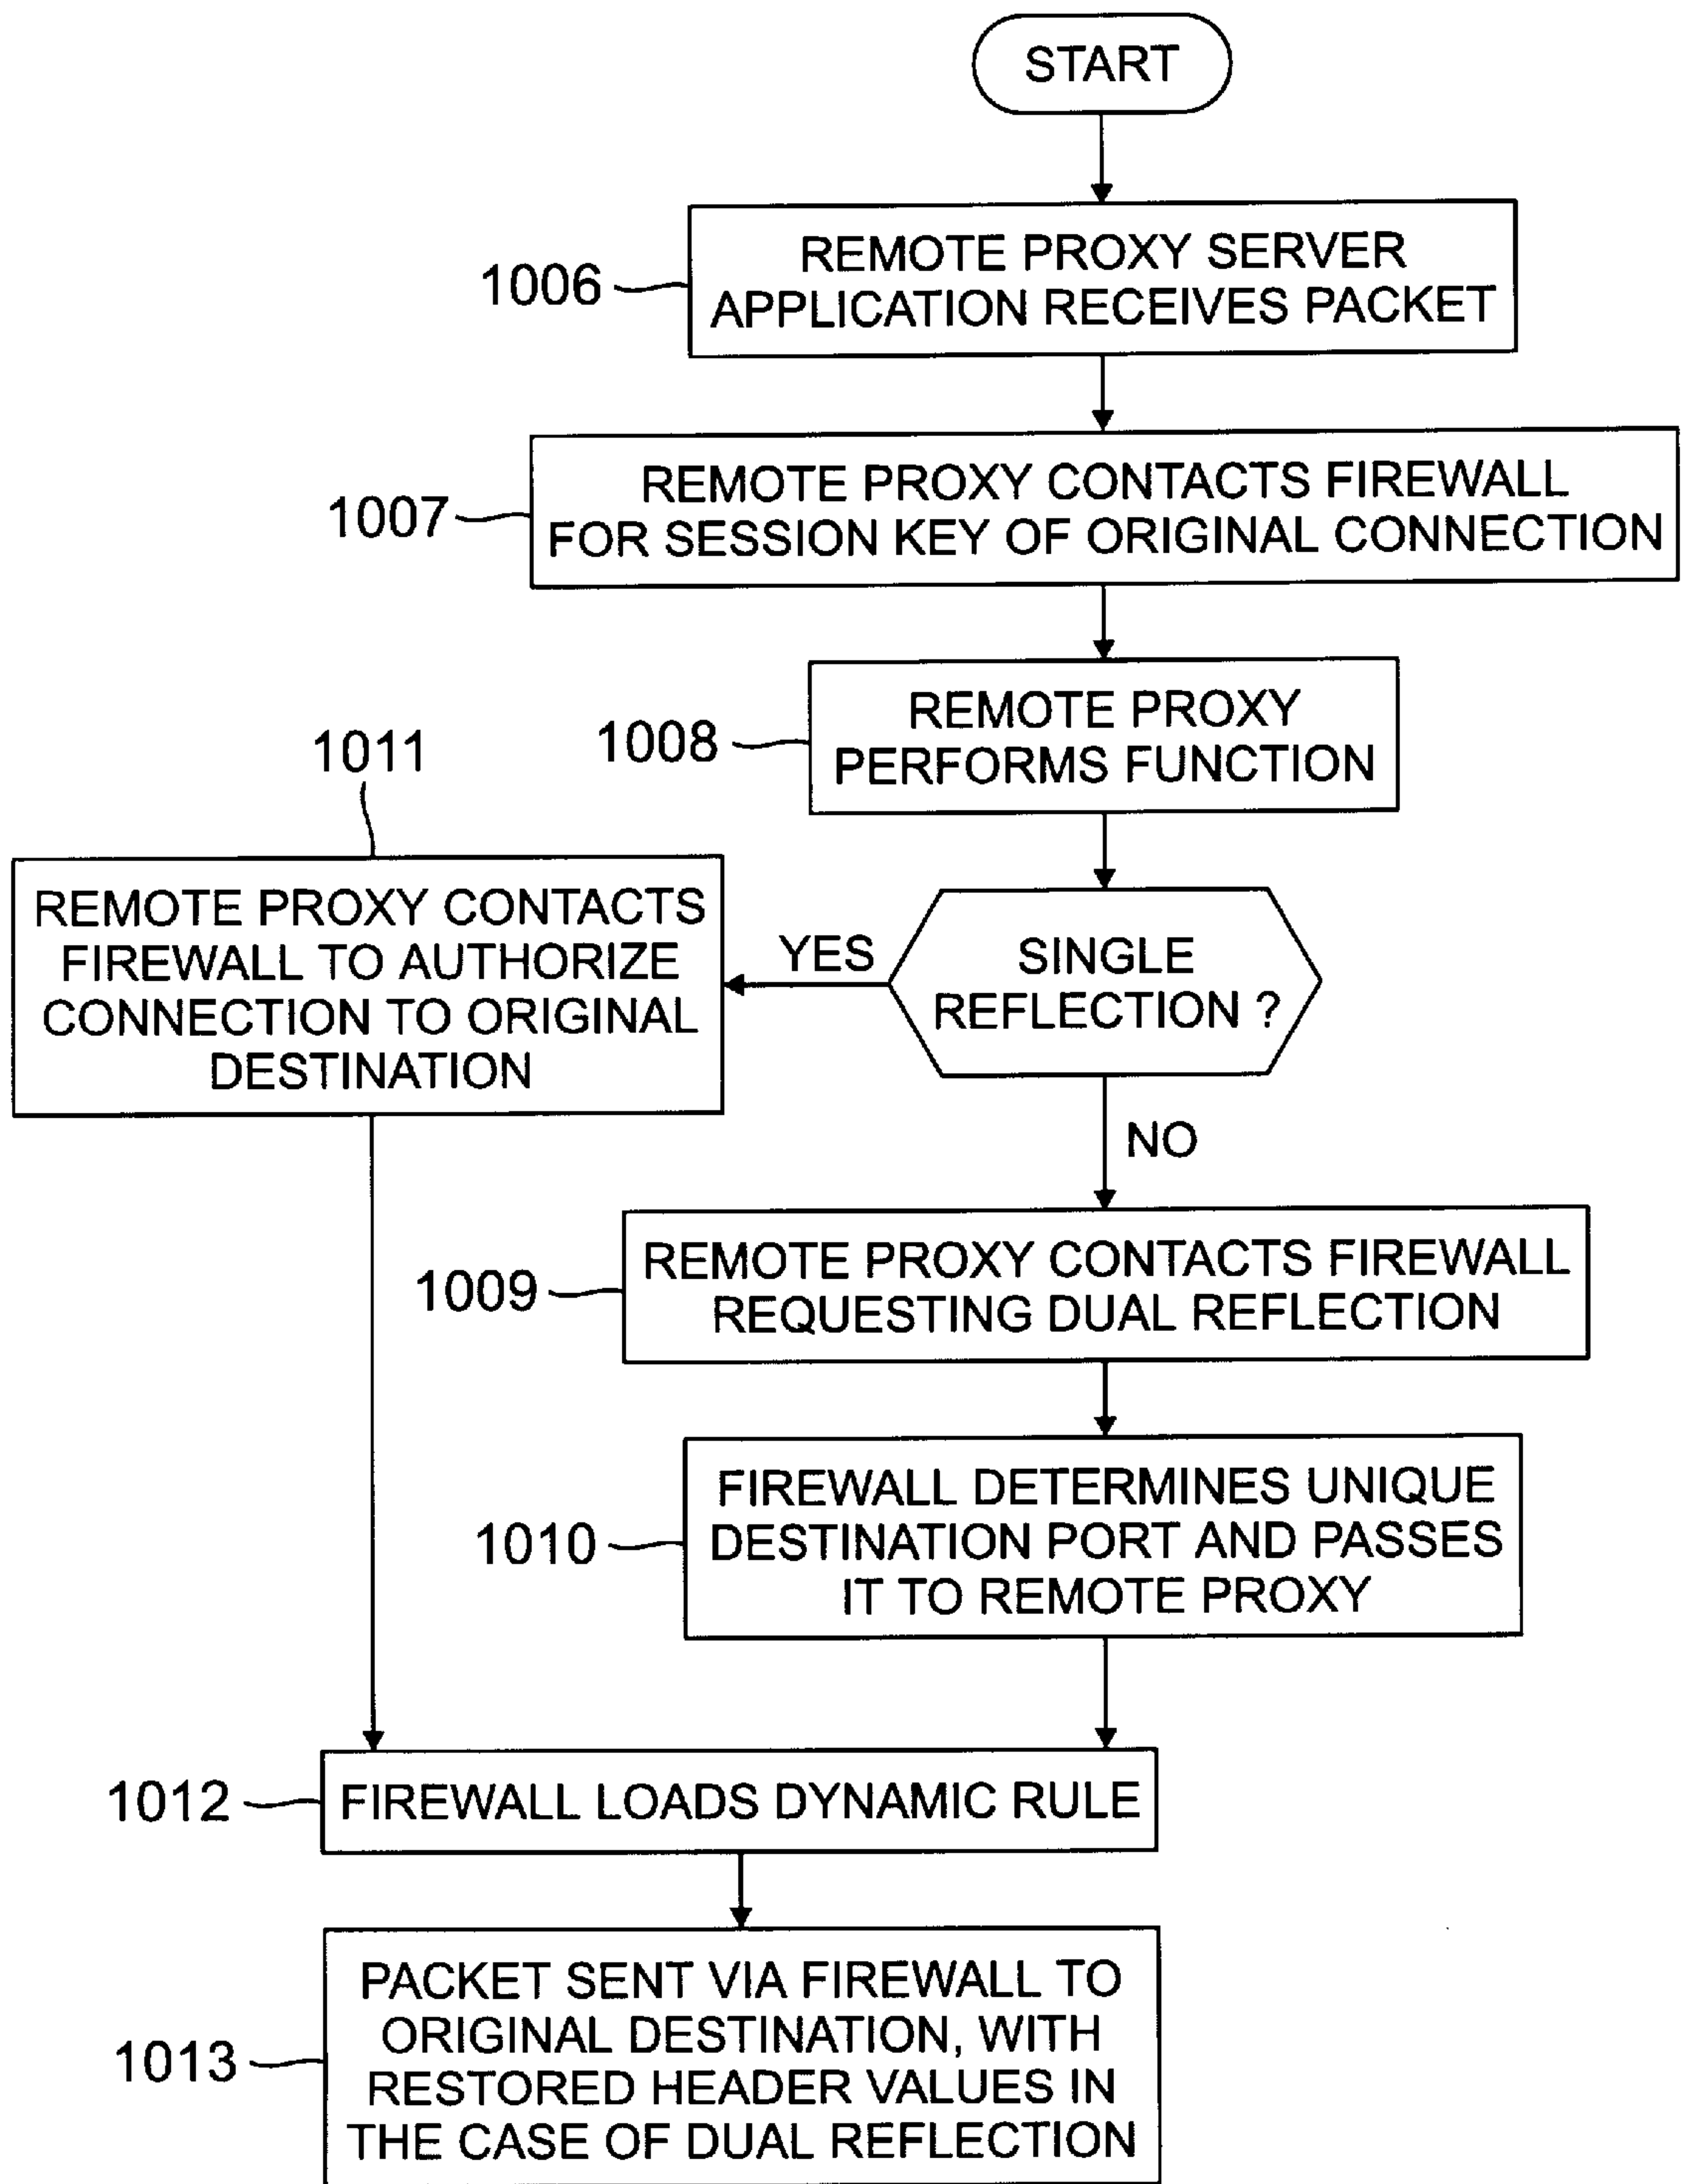 START
1006
REMOTE PROXY SERVER
APPLICATION RECEIVES PACKET
1007
REMOTE PROXY CONTACTS FIREWALL
FOR SESSION KEY OF ORIGINAL CONNECTION
1008
REMOTE PROXY
PERFORMS FUNCTION
1011
REMOTE PROXY CONTACTS
FIREWALL TO AUTHORIZE
CONNECTION TO ORIGINAL
DESTINATION
YES
SINGLE
REFLECTION ?
NO
1009
REMOTE PROXY CONTACTS FIREWALL
REQUESTING DUAL REFLECTION
1010
FIREWALL DETERMINES UNIQUE
DESTINATION PORT AND PASSES
IT TO REMOTE PROXY
1012
FIREWALL LOADS DYNAMIC RULE
1013
PACKET SENT VIA FIREWALL TO
ORIGINAL DESTINATION, WITH
RESTORED HEADER VALUES IN
THE CASE OF DUAL REFLECTION